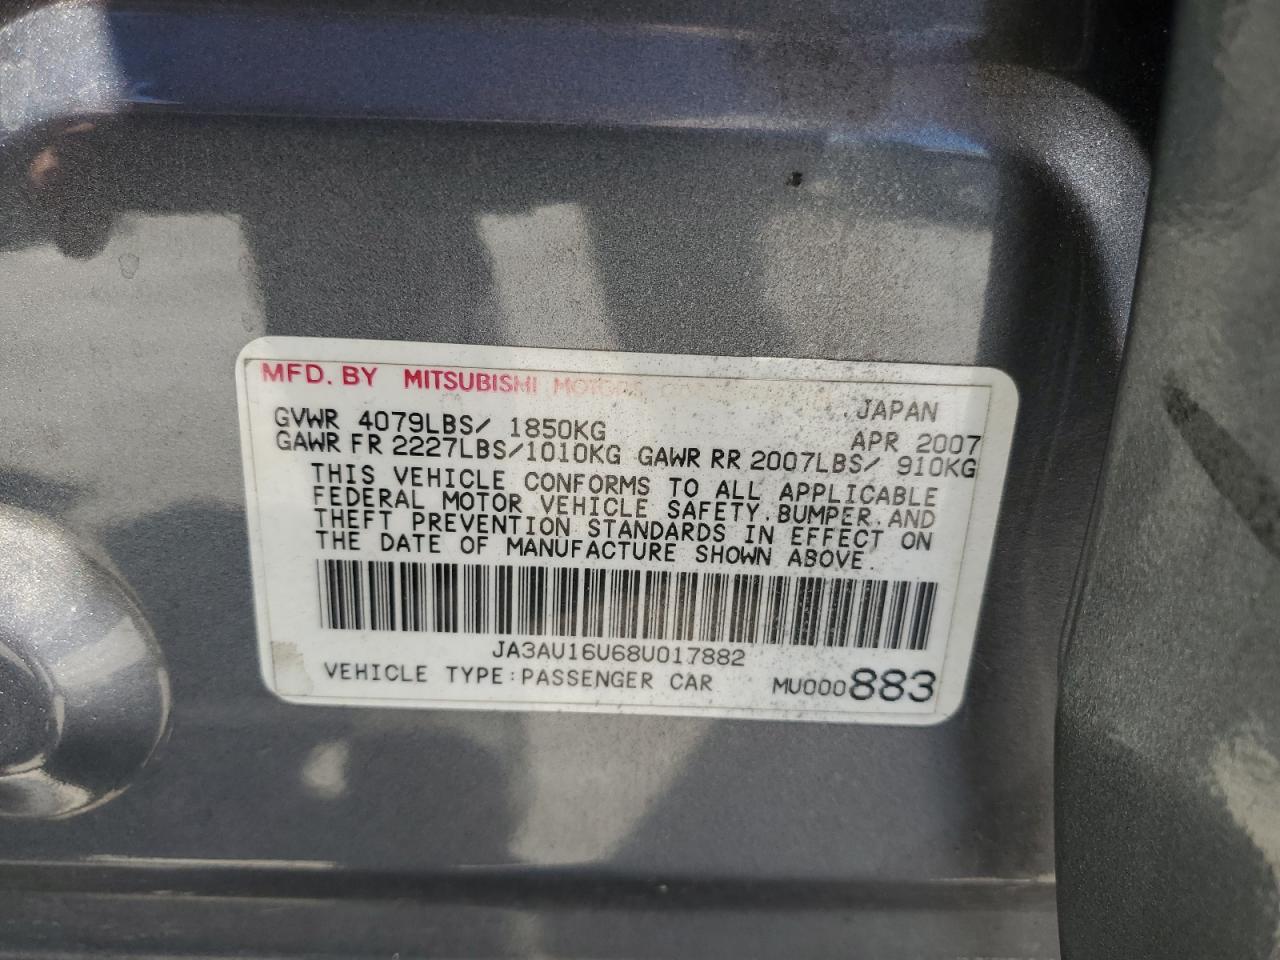 MFD. BY MITSUBISHI MOTORS
JAPAN
GVWR 4079LBS/ 1850KG APR 2007
GAWR FR 2227LBS/1010KG GAWR RR 2007LBS/ 910KG
THIS VEHICLE CONFORMS TO ALL APPLICABLE
FEDERAL MOTOR VEHICLE SAFETY, BUMPER, AND
THEFT PREVENTION STANDARDS IN EFFECT ON
THE DATE OF MANUFACTURE SHOWN ABOVE.
JA3AU16U68U017882
VEHICLE TYPE:PASSENGER CAR MU000883